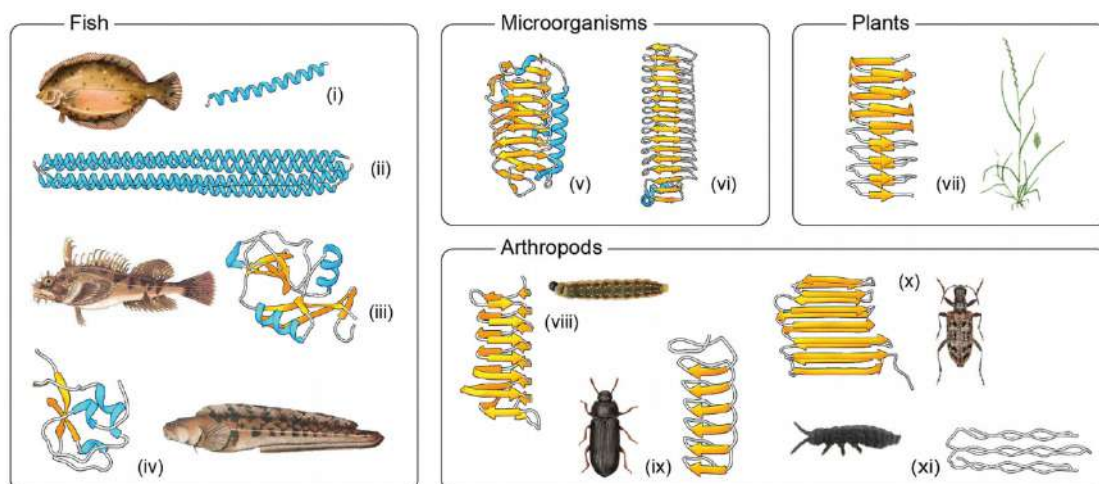 Fish
(i)
(ii)
(iii)
(iv)
Microorganisms
(v)
(vi)
Plants
(vii)
Arthropods
(viii)
(ix)
(x)
(xi)